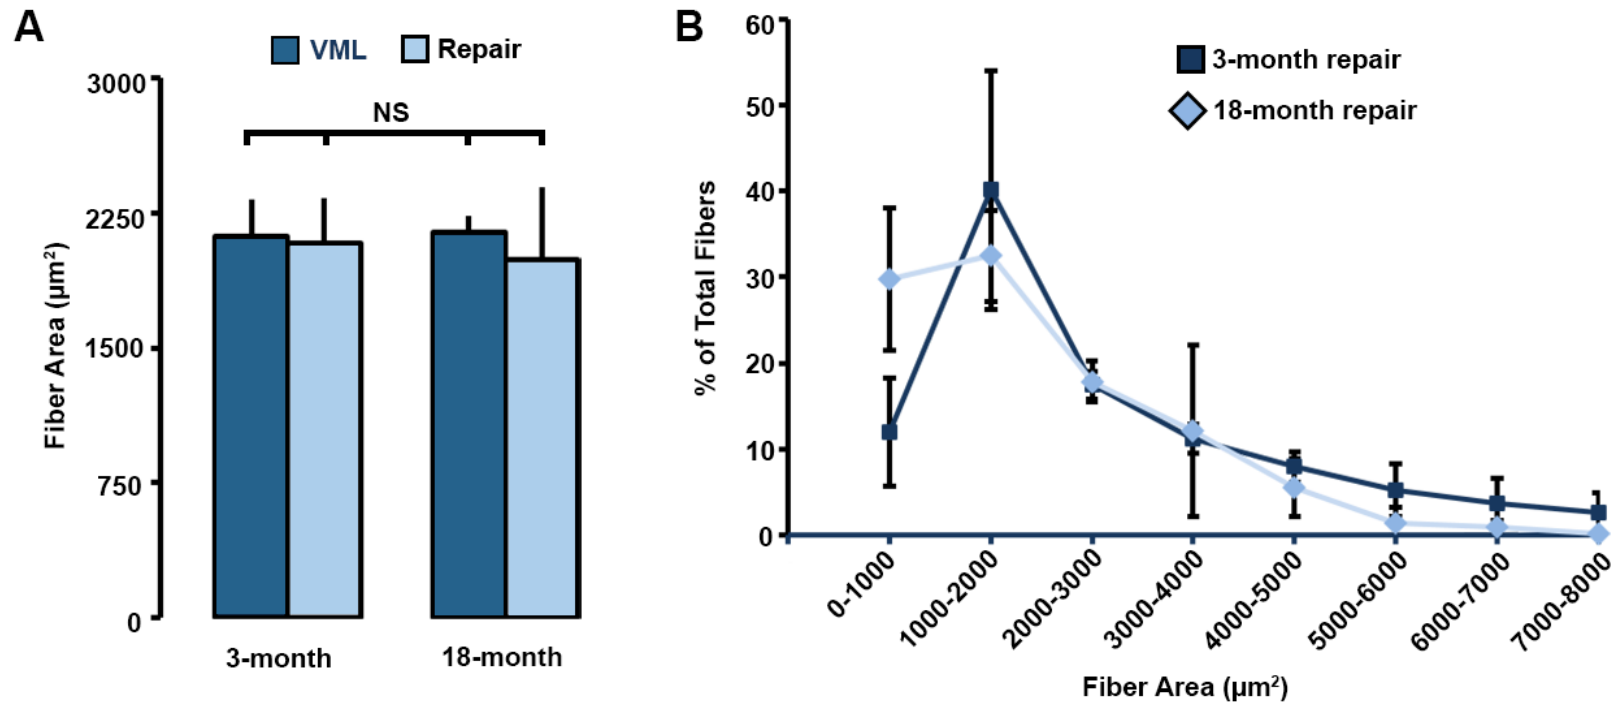 A
VML
Repair
3000
2250
1500
750
0
NS
Fiber Area (µm²)
3-month
18-month
B
3-month repair
18-month repair
60
50
40
30
20
10
0
% of Total Fibers
0-1000
1000-2000
2000-3000
3000-4000
4000-5000
5000-6000
6000-7000
7000-8000
Fiber Area (µm²)